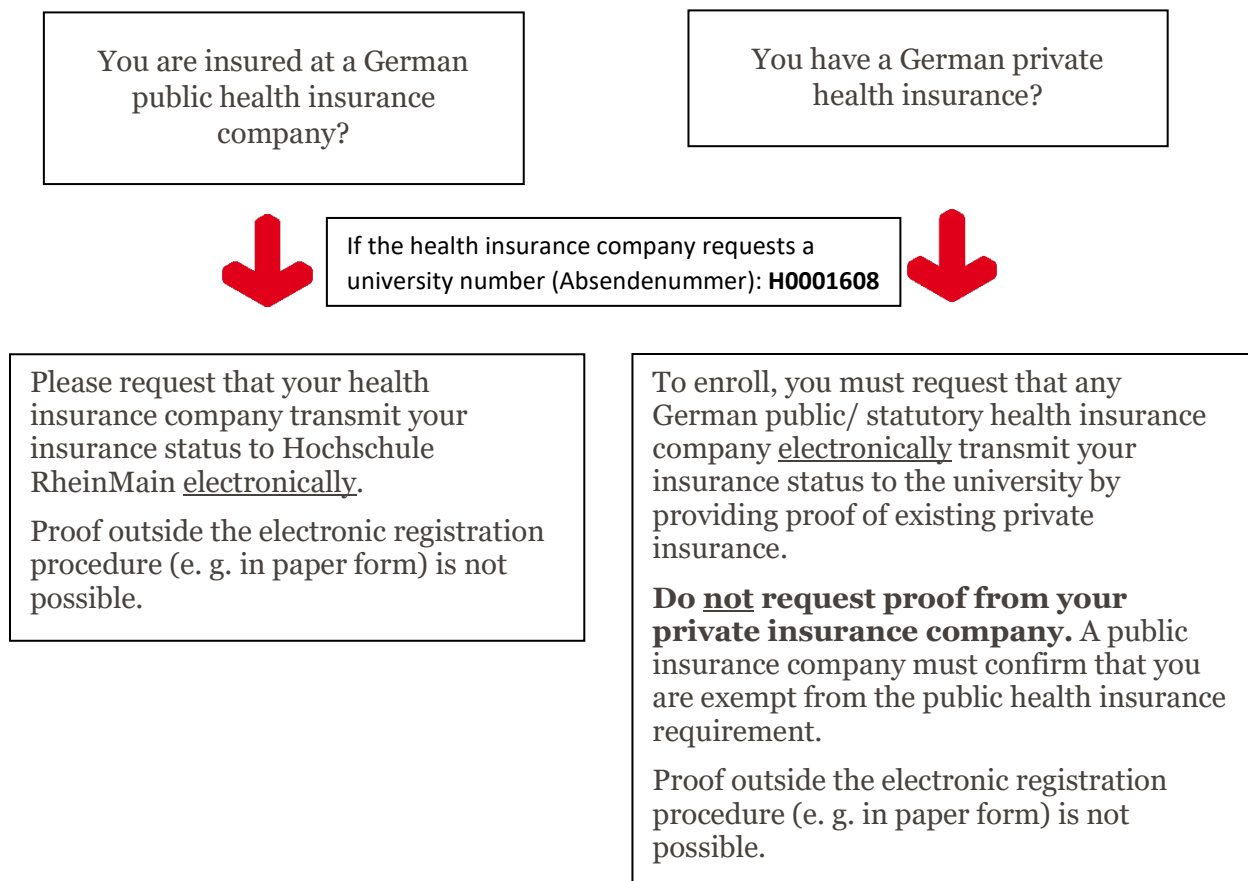 You are insured at a German
public health insurance
company?
You have a German private
health insurance?
If the health insurance company requests a
university number (Absendenummer): H0001608
Please request that your health
insurance company transmit your
insurance status to Hochschule
RheinMain electronically.
Proof outside the electronic registration
procedure (e. g. in paper form) is not
possible.
To enroll, you must request that any
German public/ statutory health insurance
company electronically transmit your
insurance status to the university by
providing proof of existing private
insurance.
Do not request proof from your
private insurance company. A public
insurance company must confirm that you
are exempt from the public health insurance
requirement.
Proof outside the electronic registration
procedure (e. g. in paper form) is not
possible.